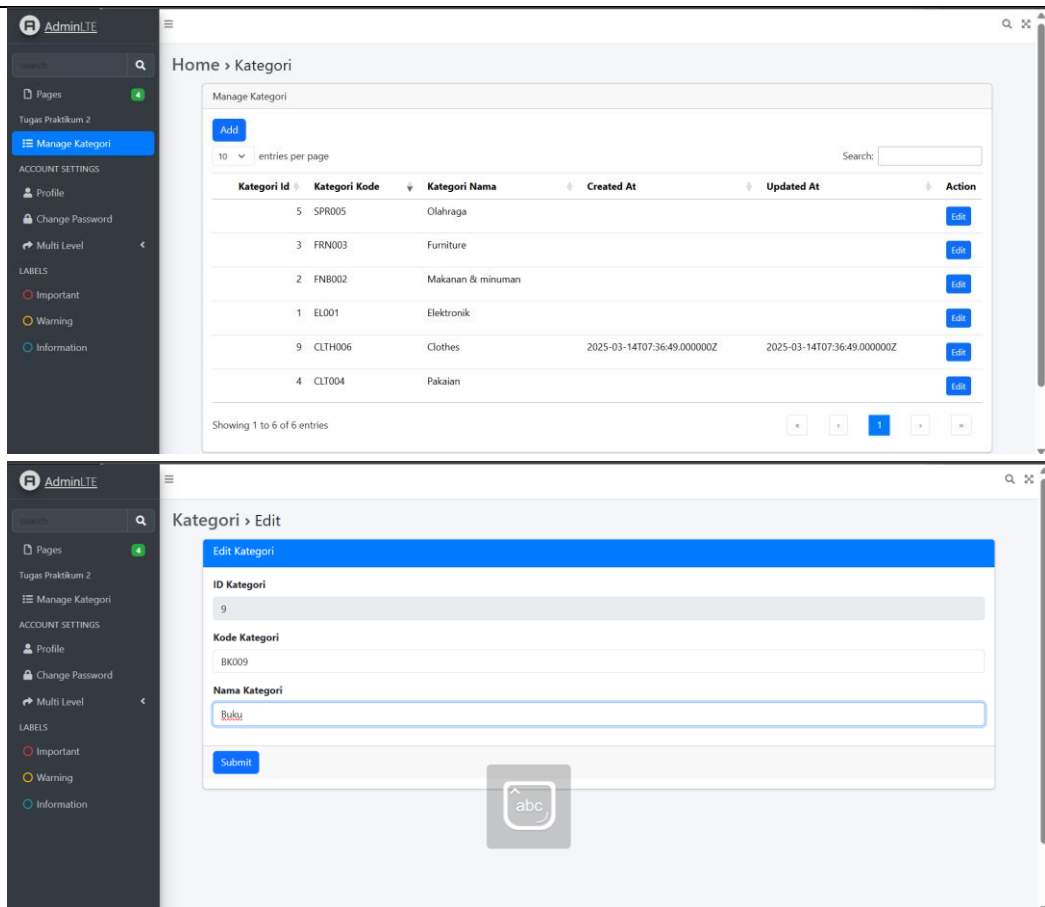 AdminLTE
Home › Kategori
search
Pages 4
Tugas Praktikum 2
Manage Kategori
ACCOUNT SETTINGS
Profile
Change Password
Multi Level
LABELS
Important
Warning
Information
Manage Kategori
Add
10 entries per page
Search:
Kategori Id Kategori Kode Kategori Nama Created At Updated At Action
5 SPR005 Olahraga Edit
3 FRN003 Furniture Edit
2 FNB002 Makanan & minuman Edit
1 EL001 Elektronik Edit
9 CLTH006 Clothes 2025-03-14T07:36:49.000000Z 2025-03-14T07:36:49.000000Z Edit
4 CLT004 Pakaian Edit
Showing 1 to 6 of 6 entries
« ‹ 1 › »
AdminLTE
Kategori › Edit
search
Pages 4
Tugas Praktikum 2
Manage Kategori
ACCOUNT SETTINGS
Profile
Change Password
Multi Level
LABELS
Important
Warning
Information
Edit Kategori
ID Kategori
9
Kode Kategori
BK009
Nama Kategori
Buku
Submit
abc